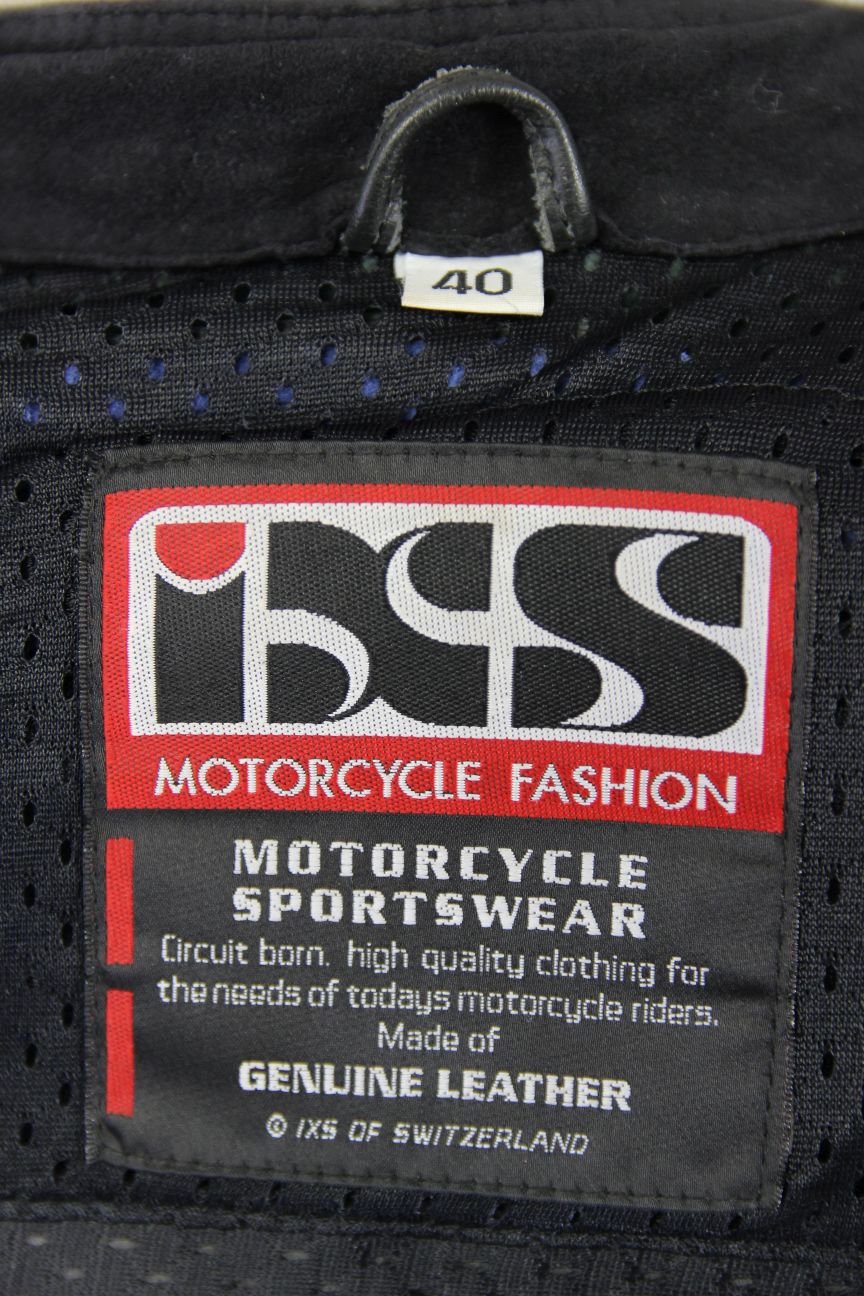 40
iXS
MOTORCYCLE FASHION
MOTORCYCLE
SPORTSWEAR
Circuit born. high quality clothing for
the needs of todays motorcycle riders.
Made of
GENUINE LEATHER
© IXS OF SWITZERLAND